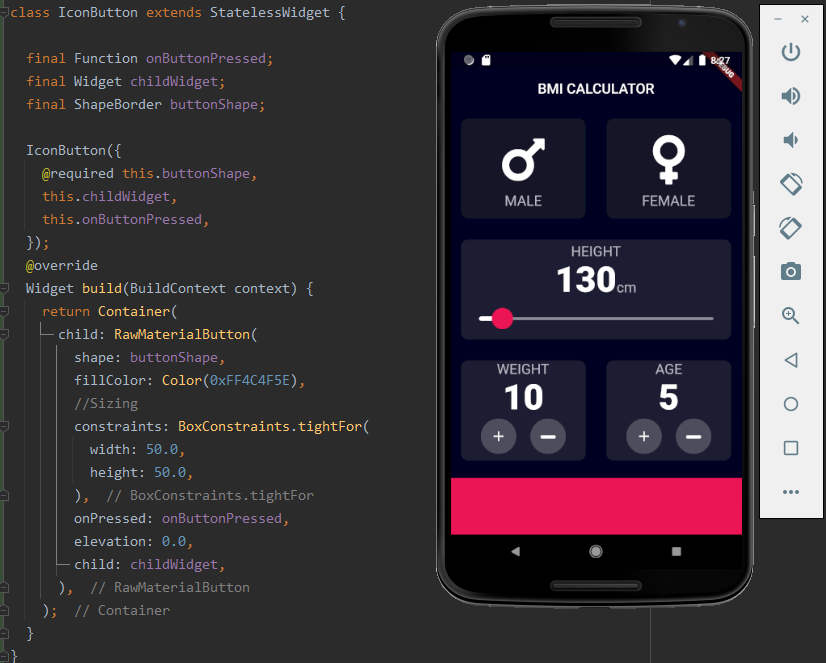 class IconButton extends StatelessWidget {
final Function onButtonPressed;
final Widget childWidget;
final ShapeBorder buttonShape;
IconButton({
@required this.buttonShape,
this.childWidget,
this.onButtonPressed,
});
@override
Widget build(BuildContext context) {
return Container(
child: RawMaterialButton(
shape: buttonShape,
fillColor: Color(0xFF4C4F5E),
//Sizing
constraints: BoxConstraints.tightFor(
width: 50.0,
height: 50.0,
), // BoxConstraints.tightFor
onPressed: onButtonPressed,
elevation: 0.0,
child: childWidget,
), // RawMaterialButton
); // Container
}
}
8:27
DEBUG
BMI CALCULATOR
MALE FEMALE
HEIGHT
130cm
WEIGHT AGE
10 5